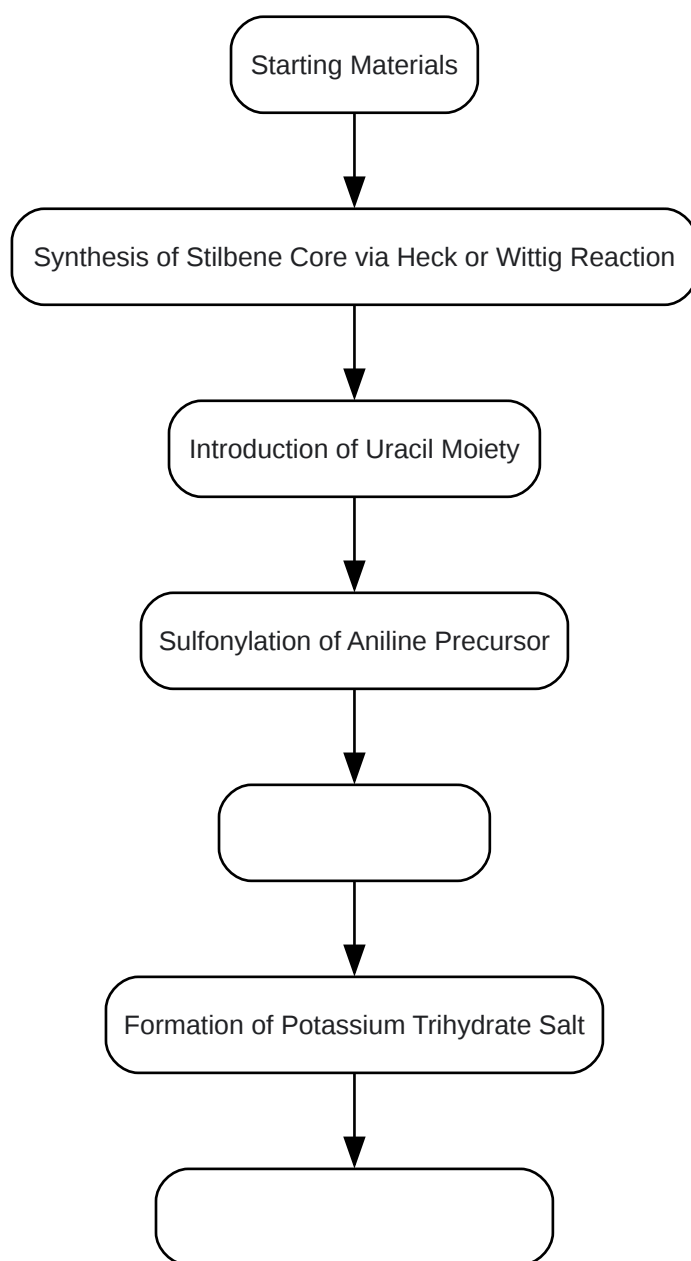 Starting Materials
Synthesis of Stilbene Core via Heck or Wittig Reaction
Introduction of Uracil Moiety
Sulfonylation of Aniline Precursor
Formation of Potassium Trihydrate Salt